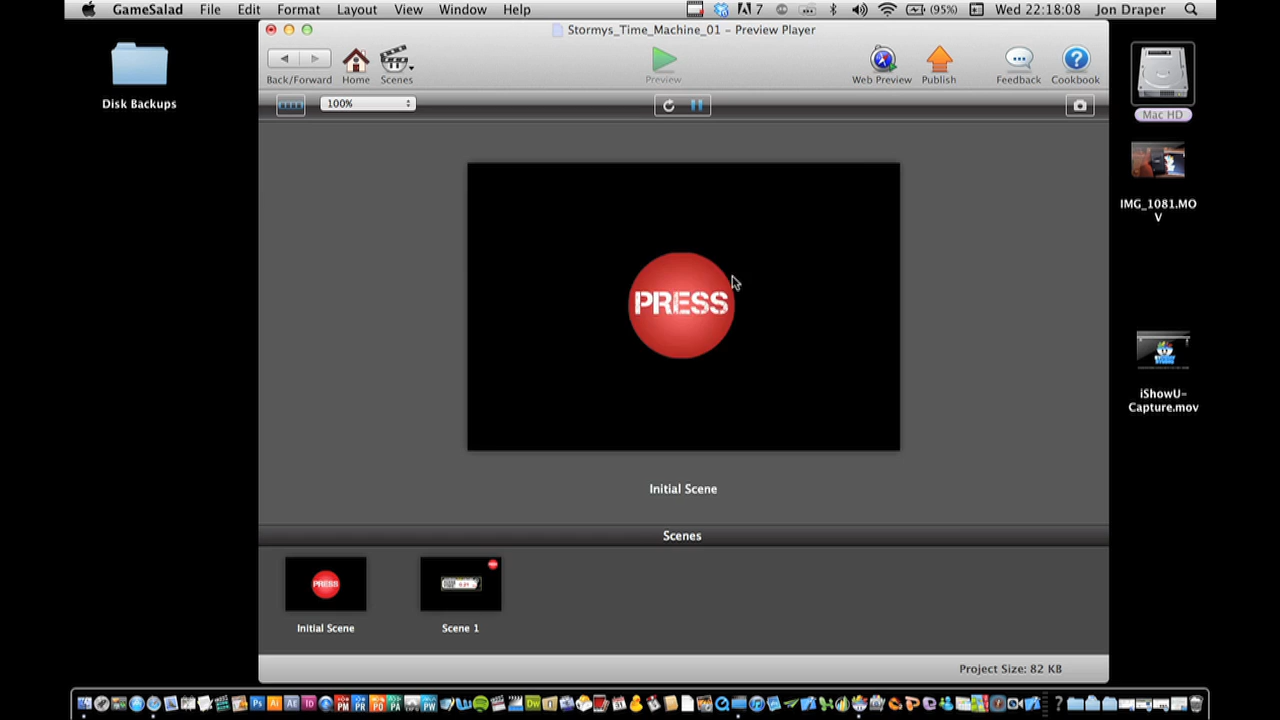 GameSalad File Edit Format Layout View Window Help 7 (95%) Wed 22:18:08 Jon Draper
Stormys_Time_Machine_01 – Preview Player
Back/Forward Home Scenes Preview Web Preview Publish Feedback Cookbook
100%
Disk Backups
Mac HD
IMG_1081.MO
V
PRESS
iShowU-
Capture.mov
Initial Scene
Scenes
PRESS
Initial Scene Scene 1
Project Size: 82 KB